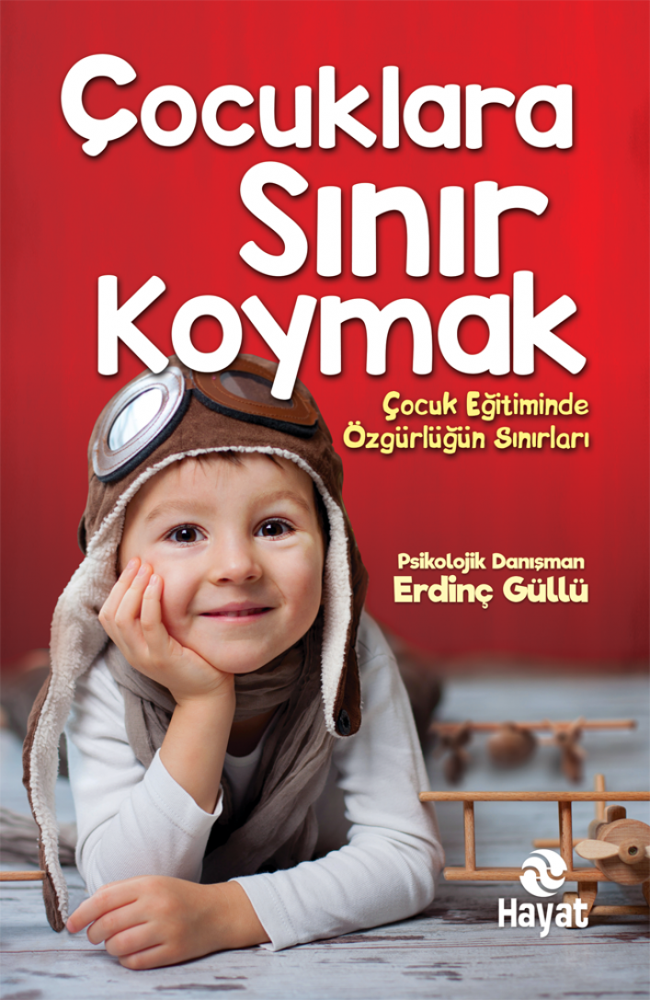 Çocuklara
Sınır
Koymak
Çocuk Eğitiminde
Özgürlüğün Sınırları
Psikolojik Danışman
Erdinç Güllü
Hayat